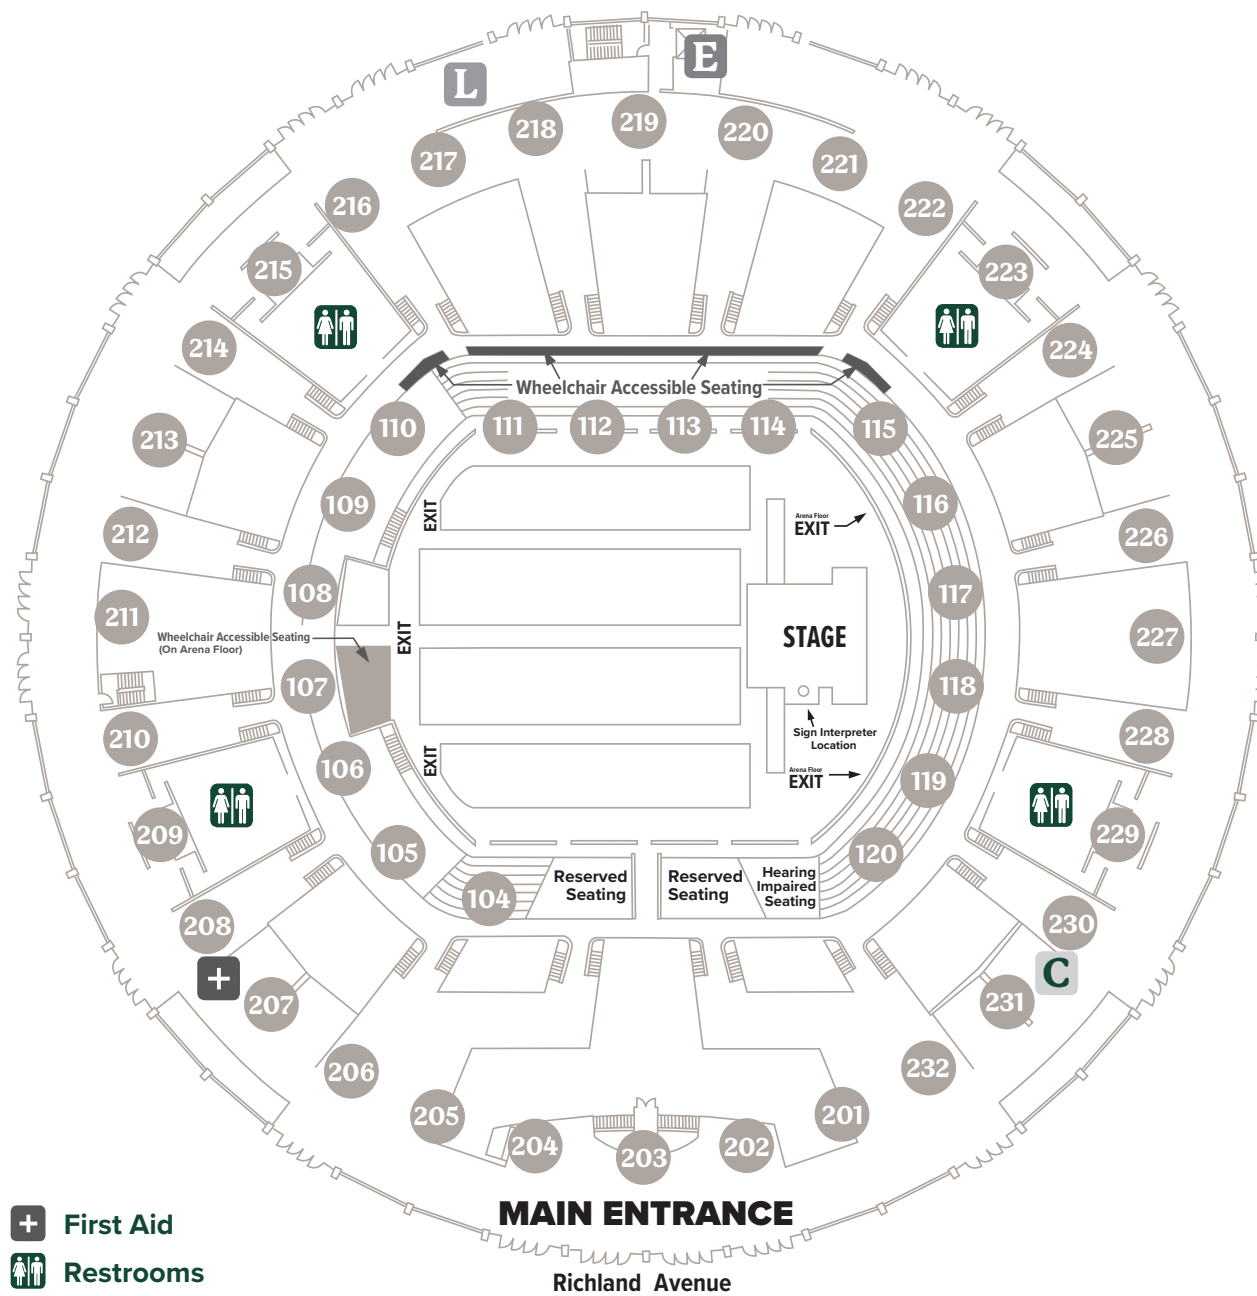 E
L
219
218
220
217
221
216
222
215
223
214
224
Wheelchair Accessible Seating
110
111
112
113
114
115
213
225
109
EXIT
Arena Floor
EXIT
116
212
226
108
117
211
Wheelchair Accessible Seating
(On Arena Floor)
EXIT
STAGE
227
107
118
210
Sign Interpreter
Location
228
106
EXIT
Arena Floor
EXIT
119
209
229
105
120
104
Reserved
Seating
Reserved
Seating
Hearing
Impaired
Seating
208
230
+
C
207
231
206
232
205
201
204
203
202
MAIN ENTRANCE
+ First Aid
Restrooms
Richland Avenue